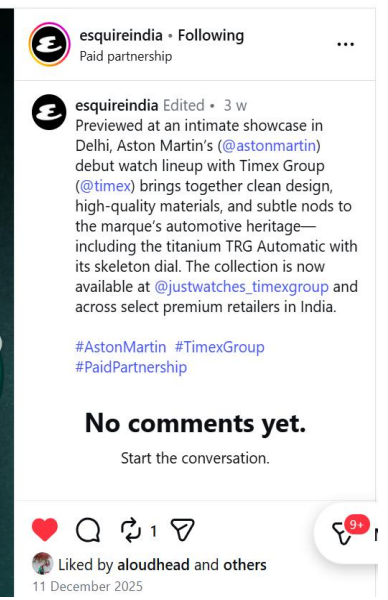 esquireindia • Following
Paid partnership
esquireindia Edited • 3 w
Previewed at an intimate showcase in
Delhi, Aston Martin's (@astonmartin)
debut watch lineup with Timex Group
(@timex) brings together clean design,
high-quality materials, and subtle nods to
the marque's automotive heritage—
including the titanium TRG Automatic with
its skeleton dial. The collection is now
available at @justwatches_timexgroup and
across select premium retailers in India.
#AstonMartin #TimexGroup
#PaidPartnership
No comments yet.
Start the conversation.
1
9+
Liked by aloudhead and others
11 December 2025